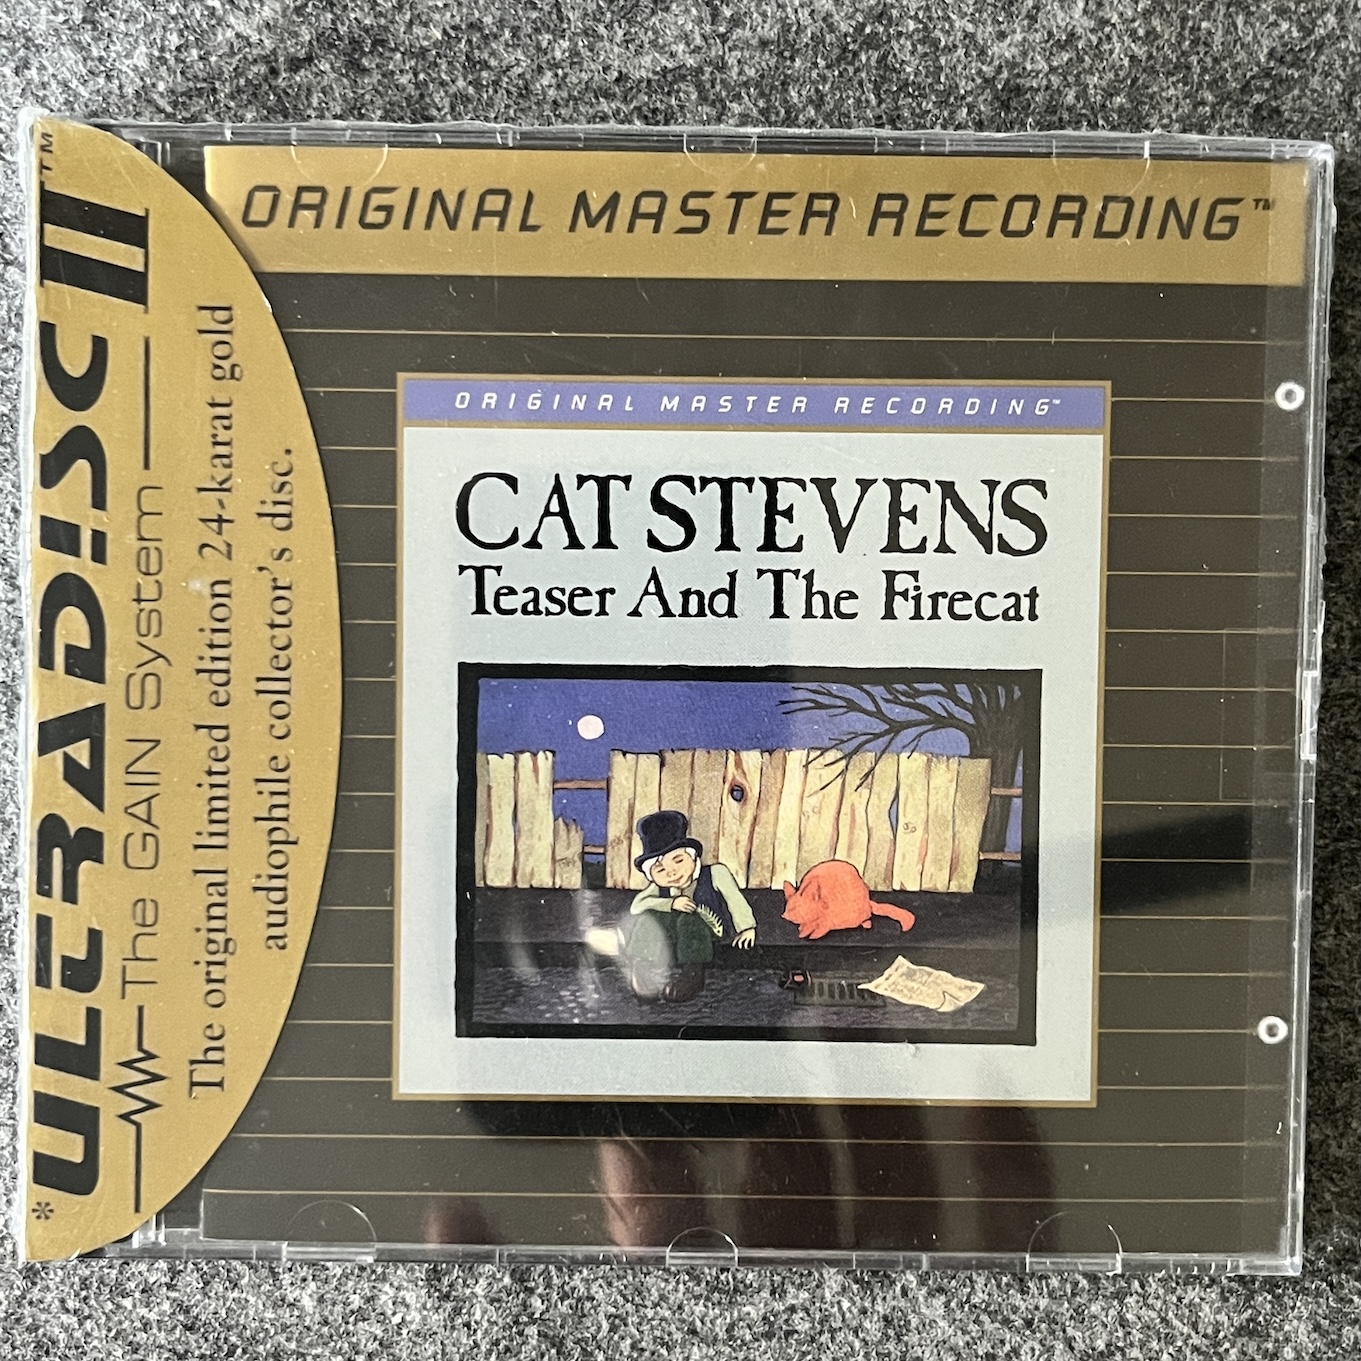 ORIGINAL MASTER RECORDING™
*ULTRADISC II™
The GAIN System
The original limited edition 24-karat gold
audiophile collector's disc.
ORIGINAL MASTER RECORDING™
CAT STEVENS
Teaser And The Firecat